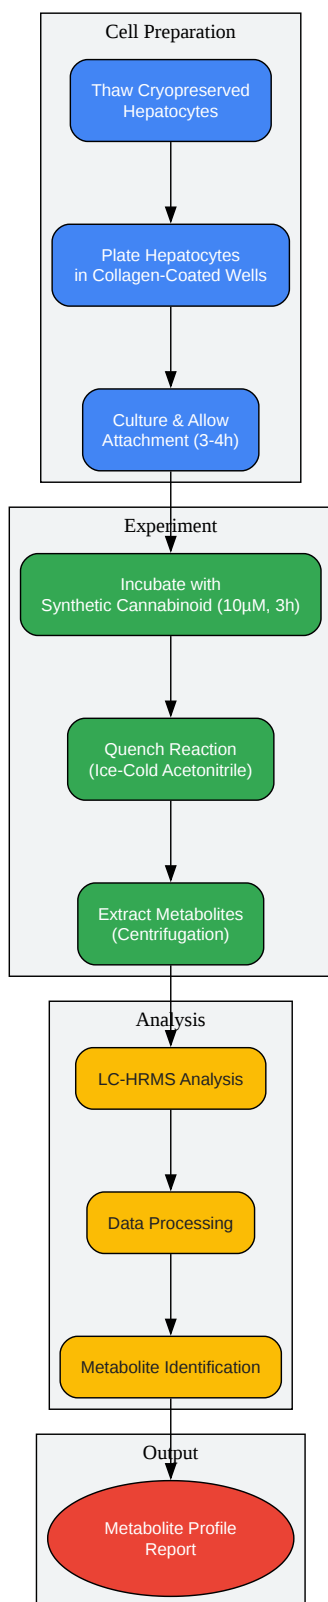 Cell Preparation
Thaw Cryopreserved
Hepatocytes
Plate Hepatocytes
in Collagen-Coated Wells
Culture & Allow
Attachment (3-4h)
Experiment
Incubate with
Synthetic Cannabinoid (10µM, 3h)
Quench Reaction
(Ice-Cold Acetonitrile)
Extract Metabolites
(Centrifugation)
Analysis
LC-HRMS Analysis
Data Processing
Metabolite Identification
Output
Metabolite Profile
Report